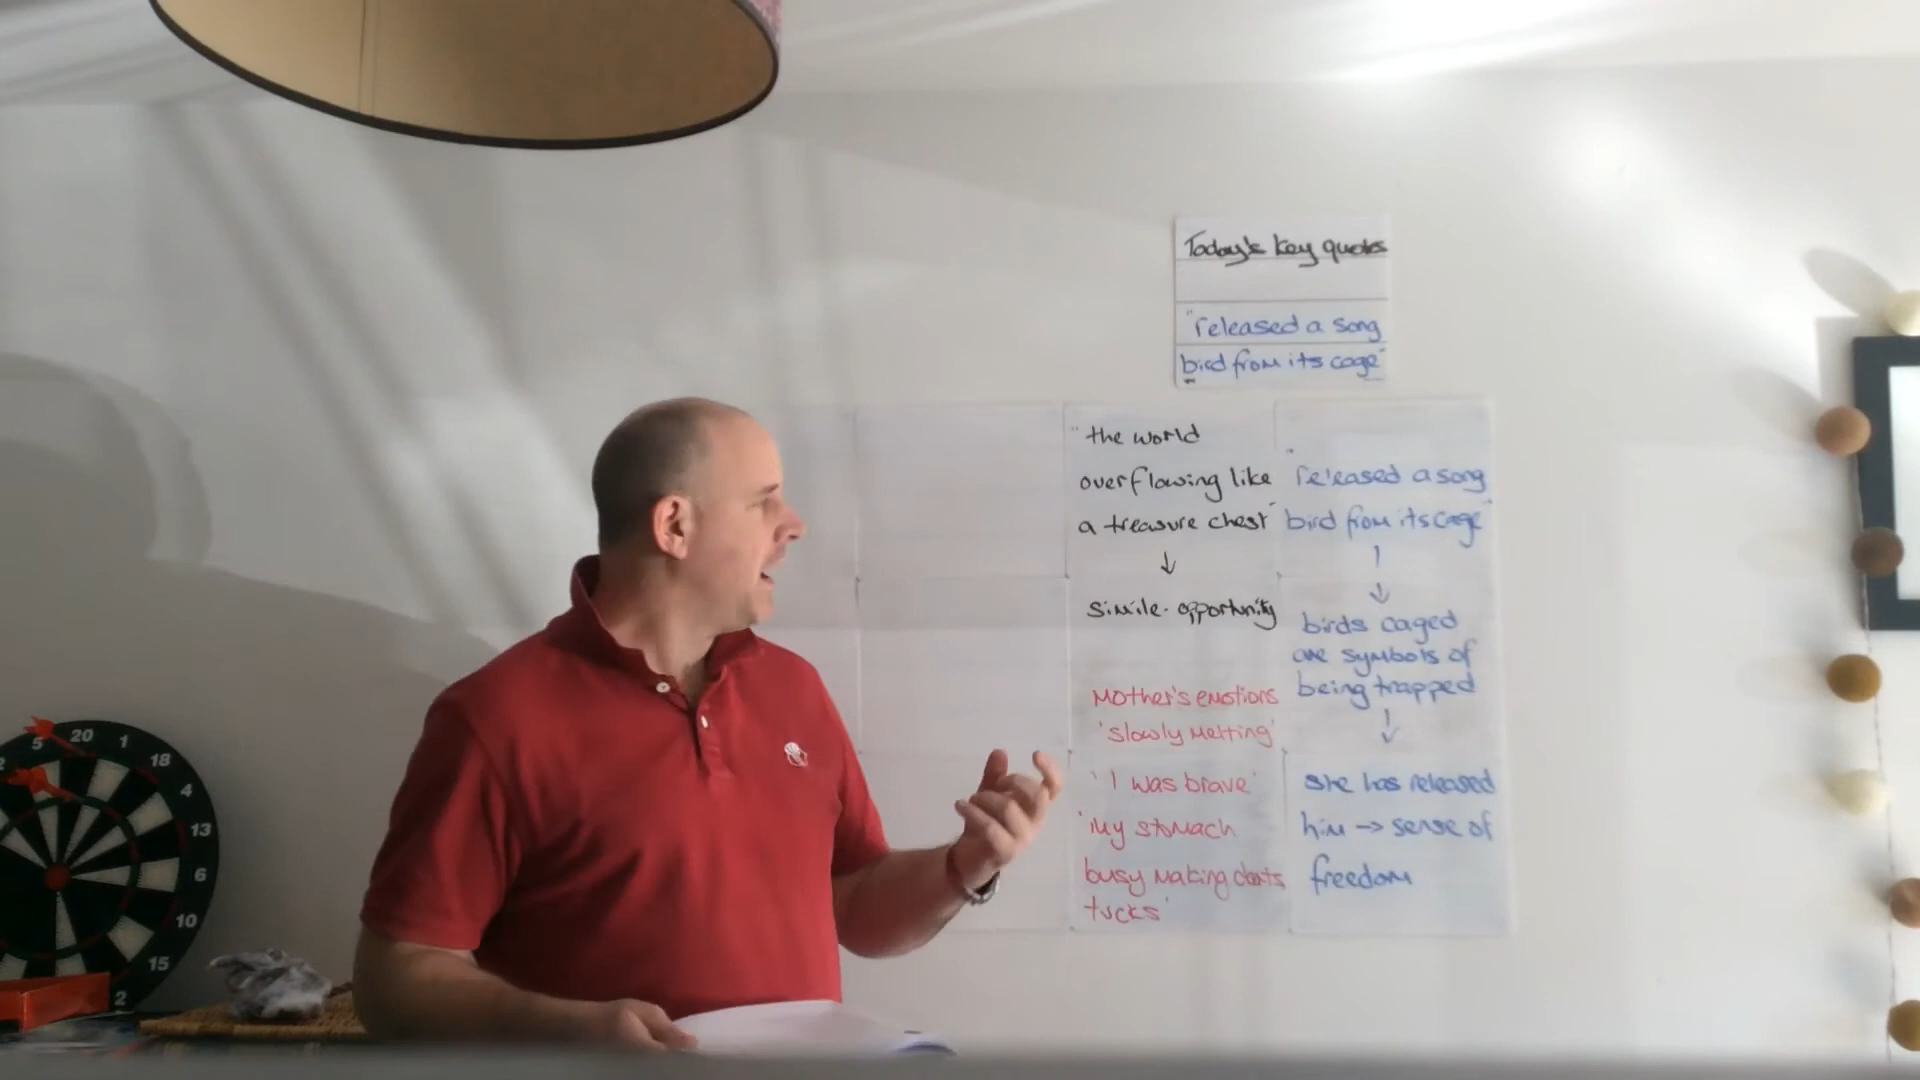 Today's key quotes
"released a song
bird from its cage"
"the world
overflowing like
a treasure chest"
↓
simile - opportunity
Mother's emotions
'slowly melting'
'I was brave'
'my stomach
busy making
tucks'
"released a song
bird from its cage"
↓
birds caged
are symbols of
being trapped
↓
she has released
him → sense of
freedom
5
20
1
18
4
13
6
10
15
2